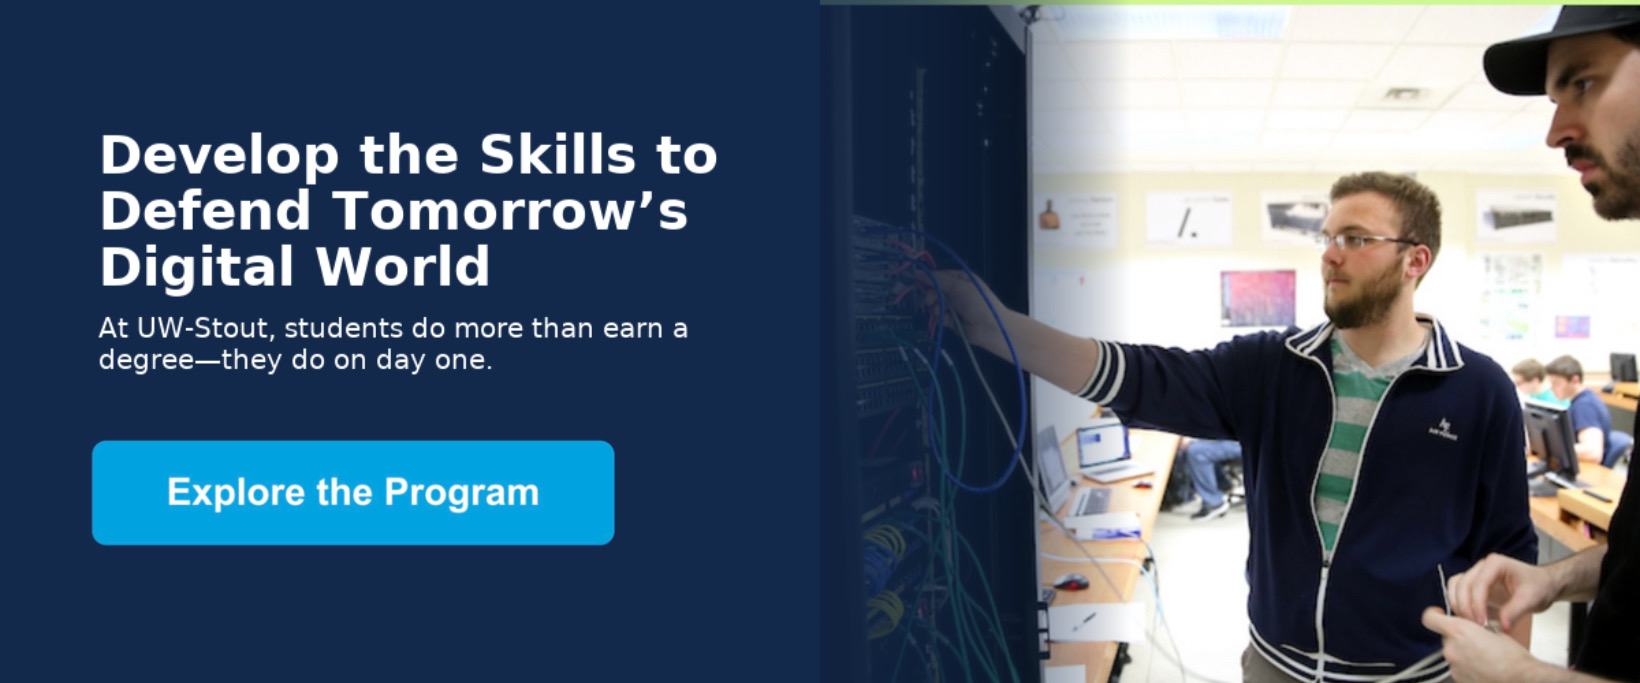 Develop the Skills to
Defend Tomorrow’s
Digital World
At UW-Stout, students do more than earn a
degree—they do on day one.
Explore the Program